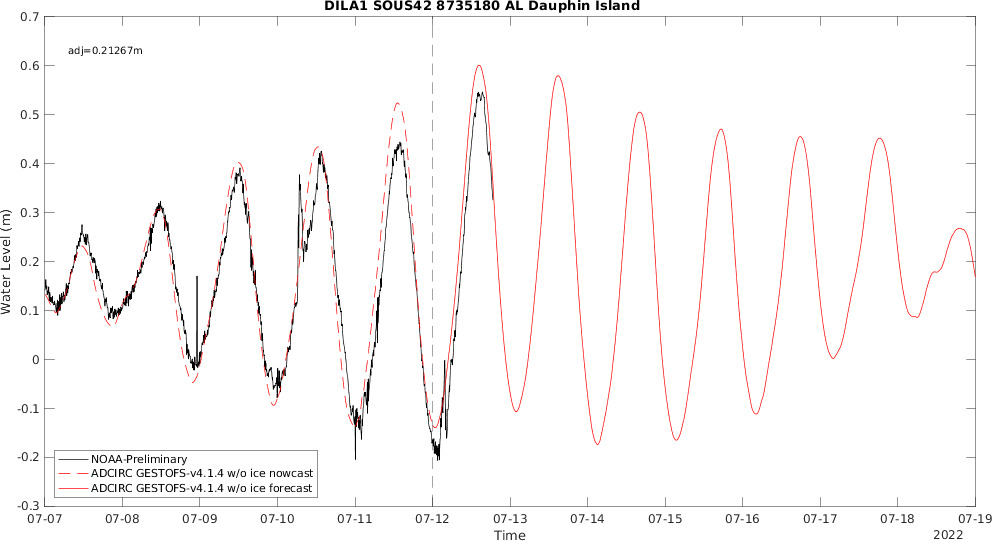 DILA1 SOUS42 8735180 AL Dauphin Island
0.7
adj=0.21267m
0.6
0.5
0.4
0.3
0.2
0.1
0
-0.1
-0.2
-0.3
Water Level (m)
NOAA-Preliminary
ADCIRC GESTOFS-v4.1.4 w/o ice nowcast
ADCIRC GESTOFS-v4.1.4 w/o ice forecast
07-07 07-08 07-09 07-10 07-11 07-12 07-13 07-14 07-15 07-16 07-17 07-18 07-19
Time
2022